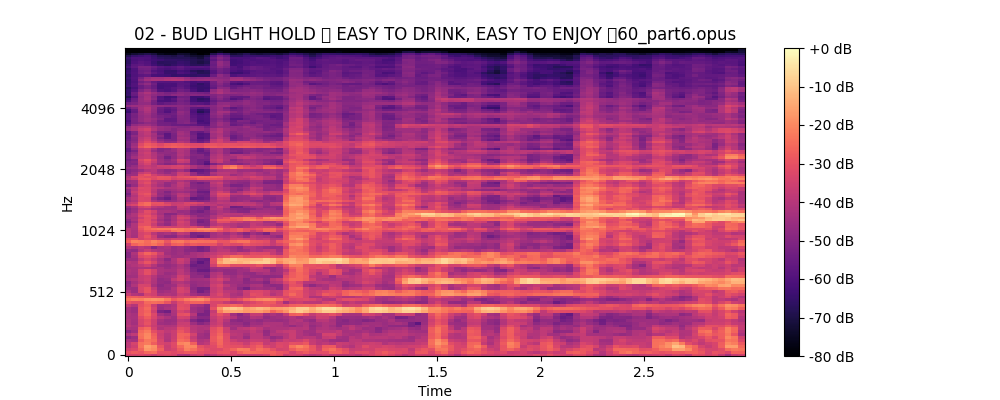 02 - BUD LIGHT HOLD ▯ EASY TO DRINK, EASY TO ENJOY ▯60_part6.opus
+0 dB
-10 dB
-20 dB
-30 dB
-40 dB
-50 dB
-60 dB
-70 dB
-80 dB
4096
2048
1024
512
0
Hz
0
0.5
1
1.5
2
2.5
Time